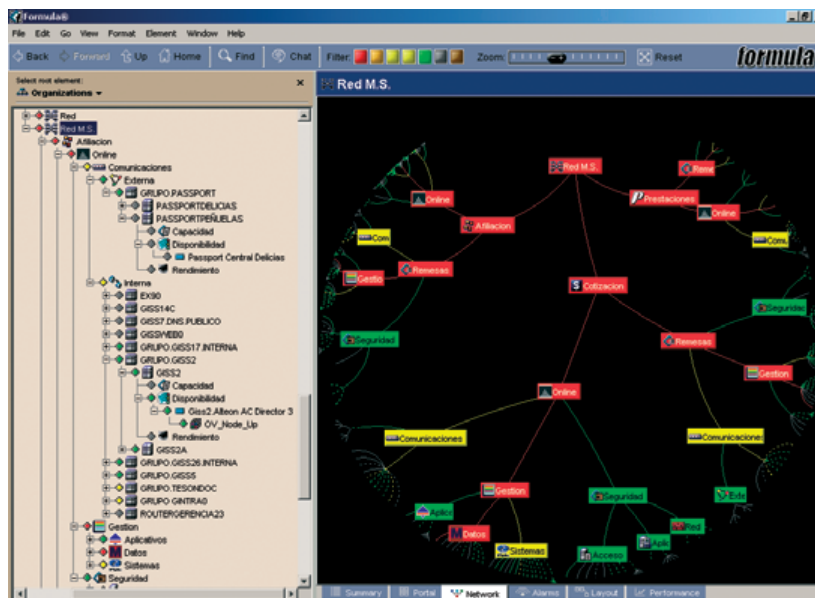 Formula®
File Edit Go View Format Element Window Help
Back Forward Up Home Find Chat Filter: Zoom: Reset formula
Select root element:
Organizations
Red
Red M.S.
Afiliacion
Online
Comunicaciones
Externa
GRUPO.PASSPORT
PASSPORTDELICIAS
PASSPORTPEÑUELAS
Capacidad
Disponibilidad
Passport Central Delicias
Rendimiento
Interna
EX90
GISS14C
GISS7.DNS.PUBLICO
GISSWEB0
GRUPO.GISS17.INTERNA
GRUPO.GISS2
GISS2
Capacidad
Disponibilidad
Giss2.Alteon AC Director 3
OV_Node_Up
Rendimiento
GISS2A
GRUPO.GISS26.INTERNA
GRUPO.GISS5
GRUPO.TESONDOC
GRUPO GINTRA0
ROUTERGERENCIA23
Gestion
Aplicativos
Datos
Sistemas
Seguridad
Red M.S.
Red M.S.
Reme
Prestaciones
Online
Online
Afiliacion
Com
Comu
Remesas
Gestio
Cotizacion
Seguridad
Seguridad
Remesas
Gestion
Online
Comunicaciones
Comunicaciones
Gestion
Seguridad
Exte
Aplic
Red
Datos
Aplic
Sistemas
Acceso
Summary Portal Network Alarms Layout Performance